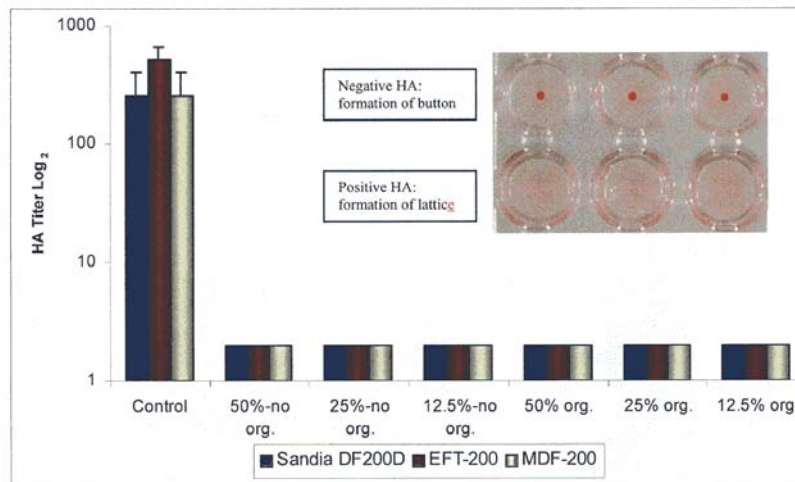 1000
100
10
1
HA Titer Log2
Negative HA:
formation of button
Positive HA:
formation of lattice
Control
50%-no
org.
25%-no
org.
12.5%-no
org.
50% org.
25% org.
12.5% org
Sandia DF200D EFT-200 MDF-200